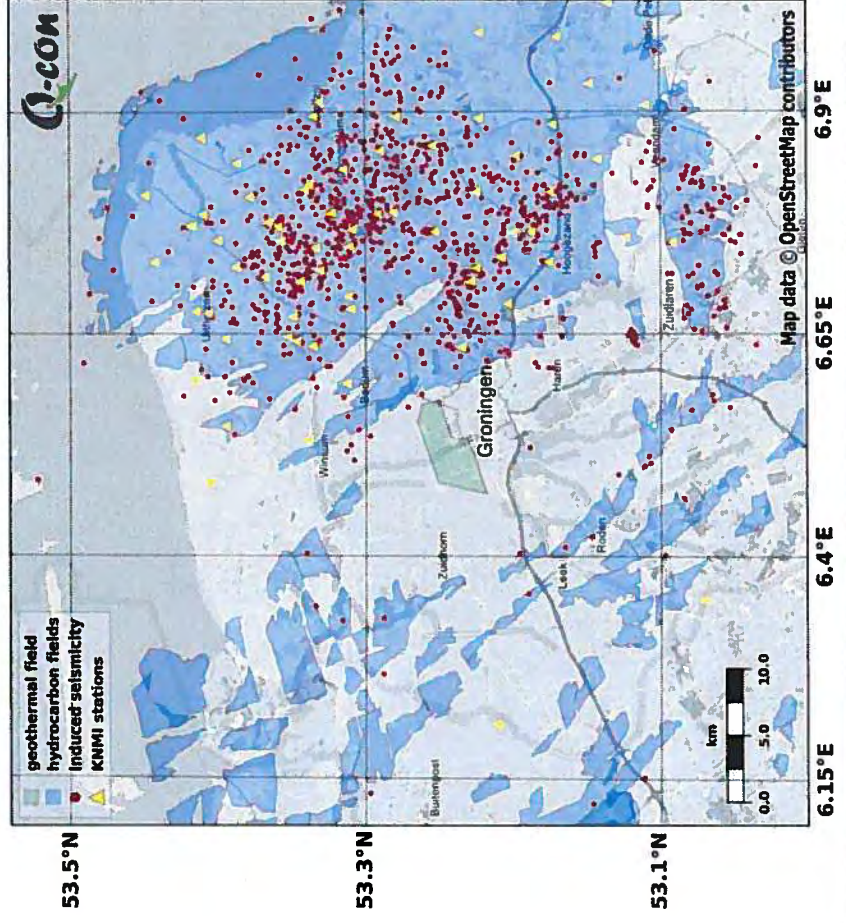 geothermal field
hydrocarbon fields
Induced seismicity
KNMI stations
Q-con
53.5°N
53.3°N
53.1°N
Winsum
Bedum
Buitenpost
Zuidhorn
Groningen
Leek
Haren
Hoogezand
Roden
Zuidlaren
km
0.0
5.0
10.0
Map data © OpenStreetMap contributors
6.15°E
6.4°E
6.65°E
6.9°E